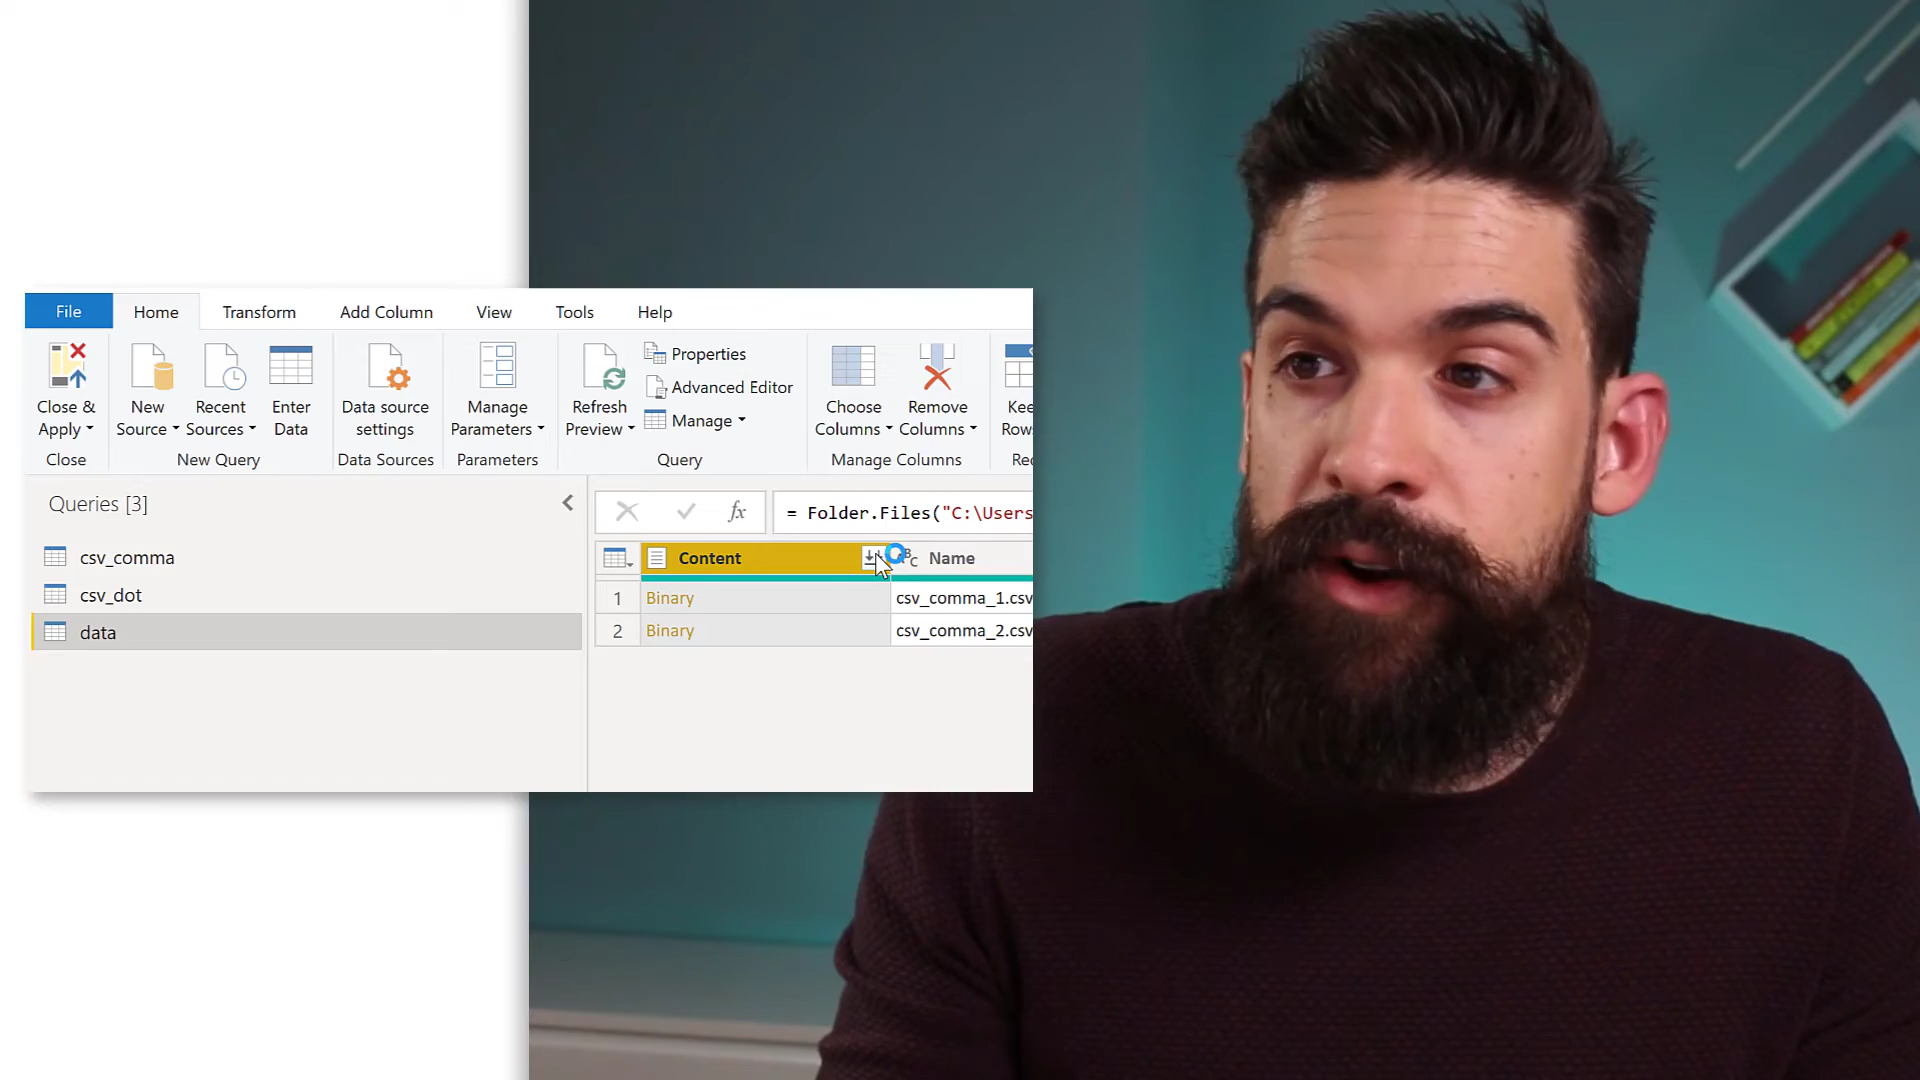 File Home Transform Add Column View Tools Help
Close & Apply
New Source
Recent Sources
Enter Data
Data source settings
Manage Parameters
Refresh Preview
Properties
Advanced Editor
Manage
Choose Columns
Remove Columns
Close
New Query
Data Sources
Parameters
Query
Manage Columns
Queries [3]
fx
= Folder.Files("C:\Users
csv_comma
csv_dot
data
Content
Name
1 Binary csv_comma_1.csv
2 Binary csv_comma_2.csv